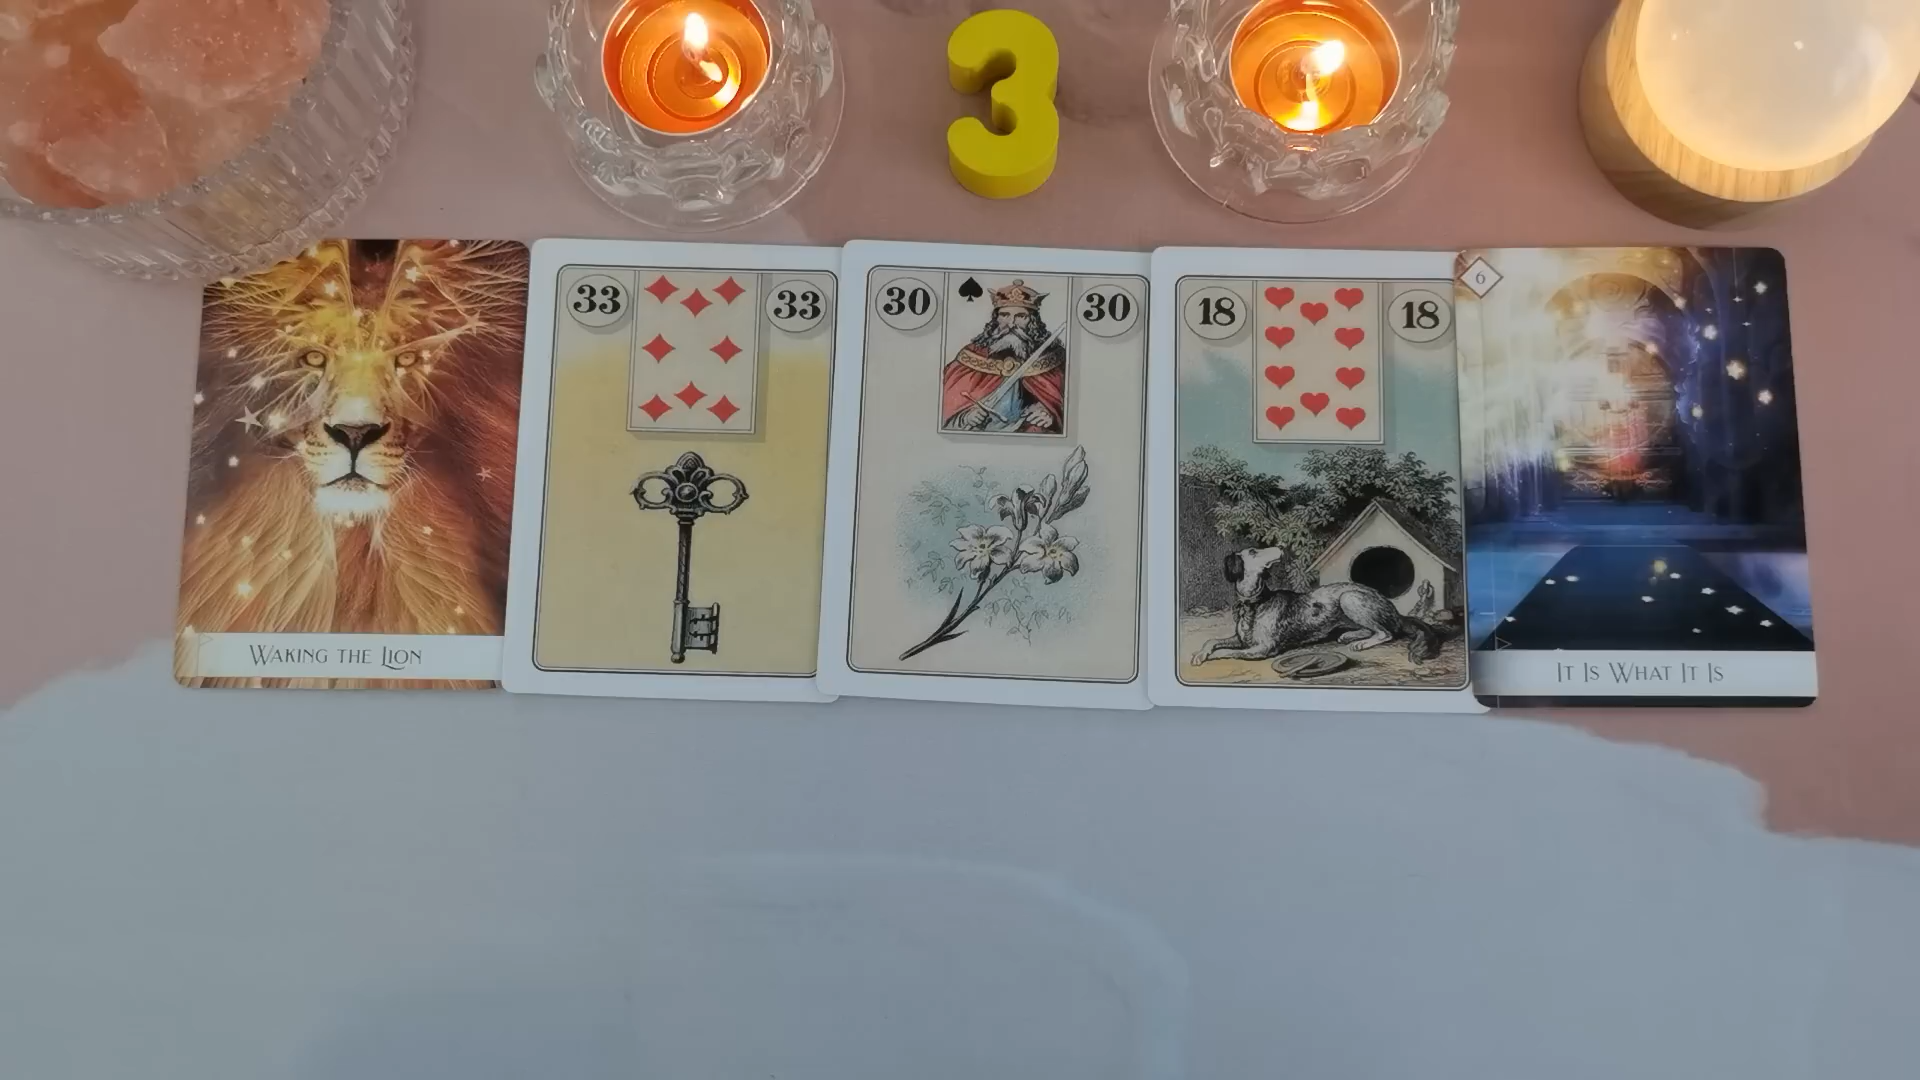 3
33 33
30 30
18 18
6
WAKING THE LION
IT IS WHAT IT IS